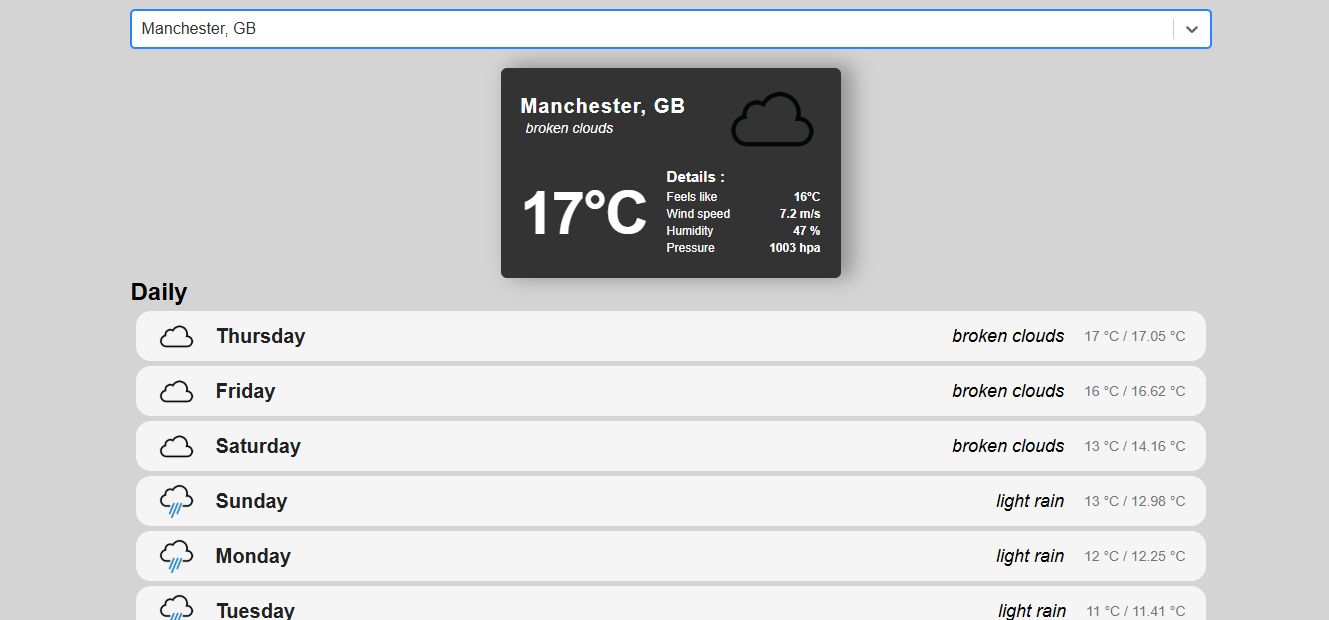 Manchester, GB
Manchester, GB
broken clouds
17°C
Details :
Feels like 16°C
Wind speed 7.2 m/s
Humidity 47 %
Pressure 1003 hpa
Daily
Thursday broken clouds 17 °C / 17.05 °C
Friday broken clouds 16 °C / 16.62 °C
Saturday broken clouds 13 °C / 14.16 °C
Sunday light rain 13 °C / 12.98 °C
Monday light rain 12 °C / 12.25 °C
Tuesday light rain 11 °C / 11.41 °C